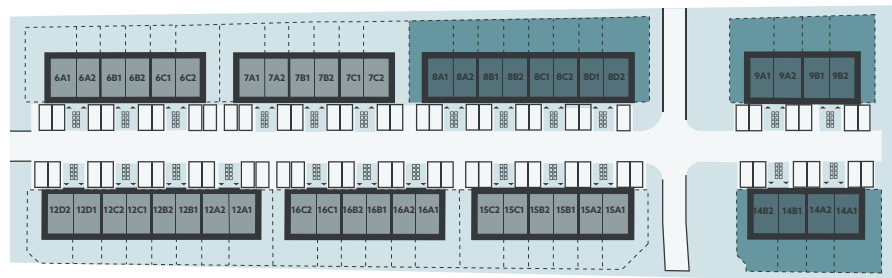 6A1 6A2 6B1 6B2 6C1 6C2
7A1 7A2 7B1 7B2 7C1 7C2
8A1 8A2 8B1 8B2 8C1 8C2 8D1 8D2
9A1 9A2 9B1 9B2
12D2 12D1 12C2 12C1 12B2 12B1 12A2 12A1
16C2 16C1 16B2 16B1 16A2 16A1
15C2 15C1 15B2 15B1 15A2 15A1
14B2 14B1 14A2 14A1